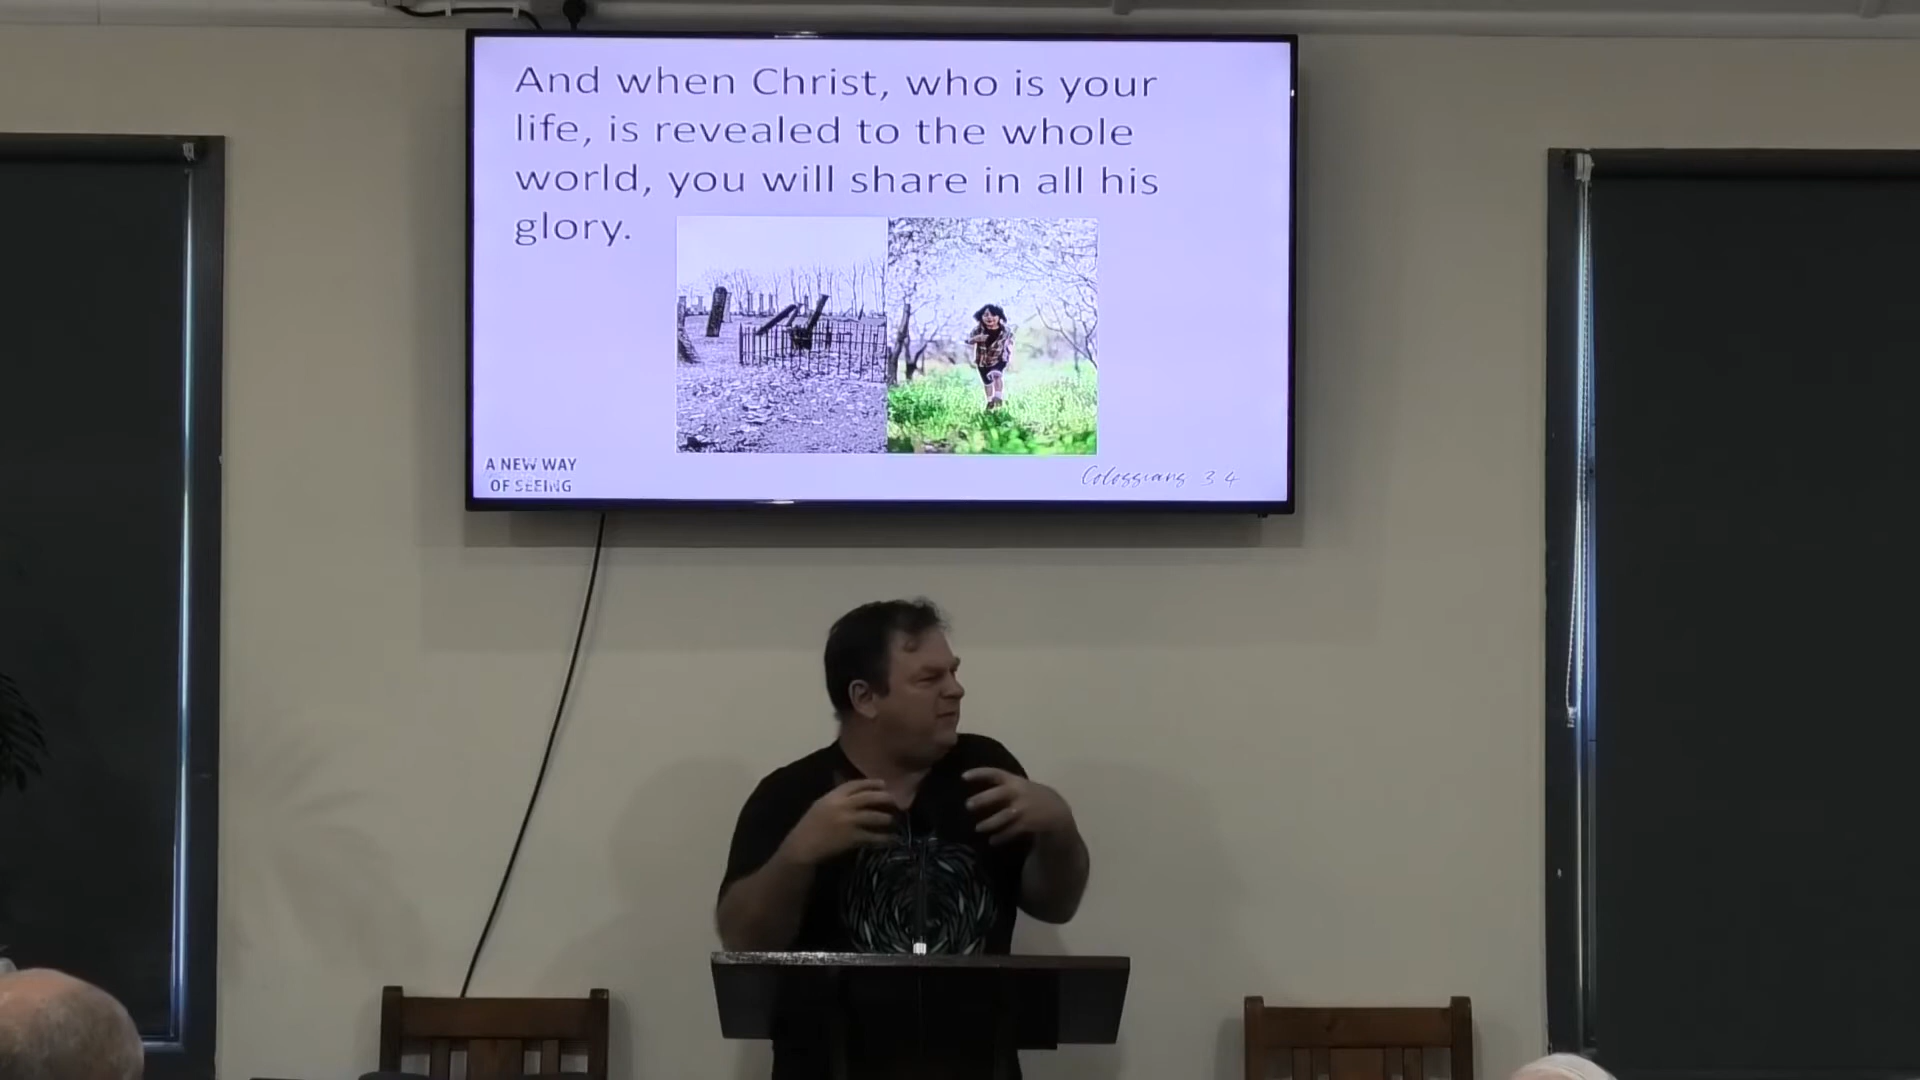 And when Christ, who is your
life, is revealed to the whole
world, you will share in all his
glory.
A NEW WAY
OF SEEING
Colossians 3 4